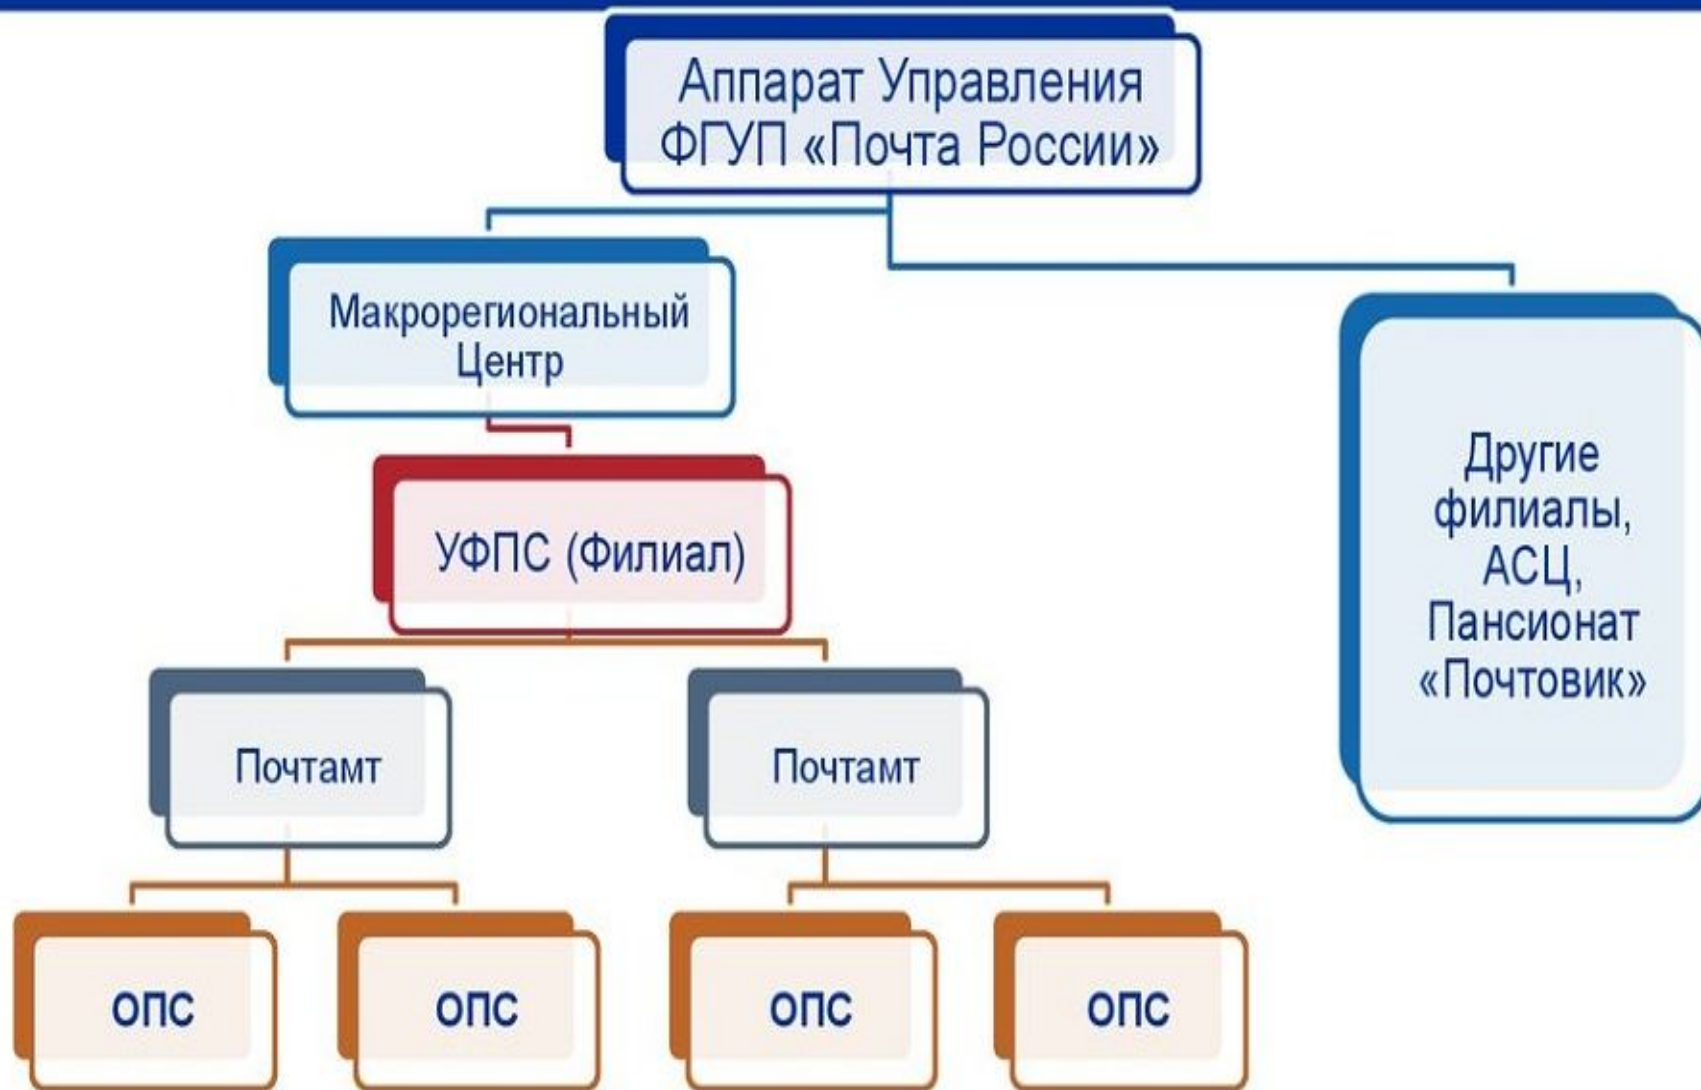 Аппарат Управления
ФГУП «Почта России»
Макрорегиональный
Центр
Другие
филиалы,
АСЦ,
Пансионат
«Почтовик»
УФПС (Филиал)
Почтамт
Почтамт
ОПС
ОПС
ОПС
ОПС